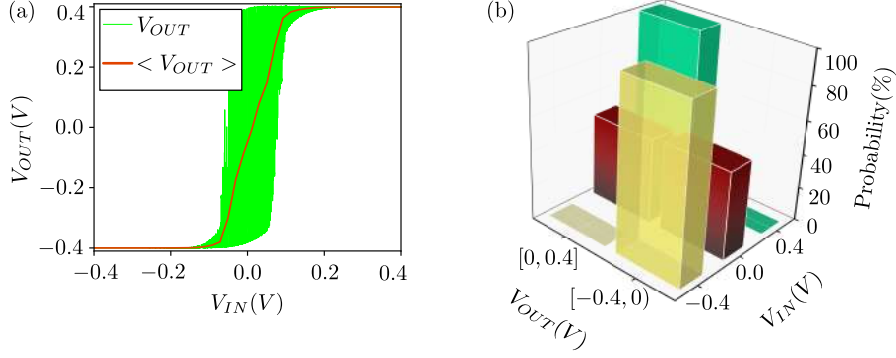 (a)
V_OUT
< V_OUT >
V_OUT(V)
0.4
0.2
0.0
−0.2
−0.4
−0.4
−0.2
0.0
0.2
0.4
V_IN(V)
(b)
Probability(%)
100
80
60
40
20
0
[0, 0.4]
[−0.4, 0)
V_OUT(V)
−0.4
0.0
0.4
V_IN(V)